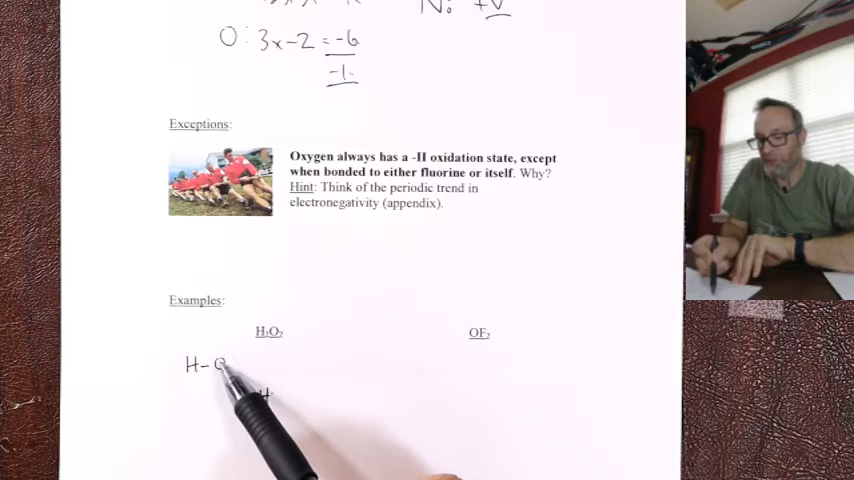 O: 3x-2 = -6
-1-
Exceptions:
Oxygen always has a -II oxidation state, except
when bonded to either fluorine or itself. Why?
Hint: Think of the periodic trend in
electronegativity (appendix).
Examples:
H₂O₂ OF₂
H-O
H